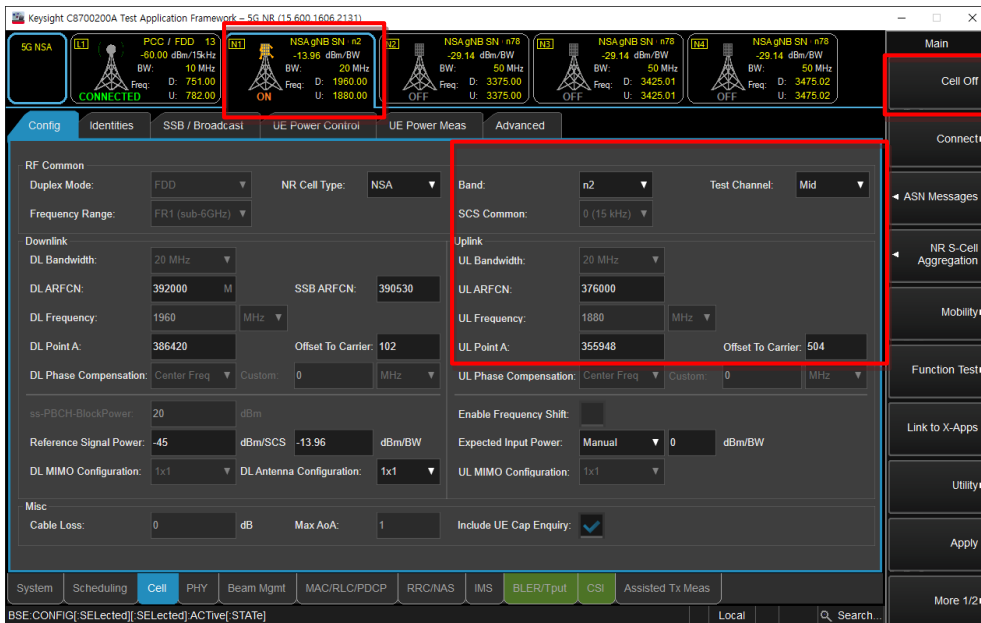 Keysight C8700200A Test Application Framework – 5G NR (15.600.1606.2131)
5G NSA
L1 PCC / FDD 13
-60.00 dBm/15kHz
BW: 10 MHz
Freq: D: 751.00
U: 782.00
CONNECTED
N1 NSA gNB SN : n2
-13.96 dBm/BW
BW: 20 MHz
Freq: D: 1960.00
U: 1880.00
ON
N2 NSA gNB SN : n78
-29.14 dBm/BW
BW: 50 MHz
Freq: D: 3375.00
U: 3375.00
OFF
N3 NSA gNB SN : n78
-29.14 dBm/BW
BW: 50 MHz
Freq: D: 3425.01
U: 3425.01
OFF
N4 NSA gNB SN : n78
-29.14 dBm/BW
BW: 50 MHz
Freq: D: 3475.02
U: 3475.02
OFF
Main
Cell Off
Connect
ASN Messages
NR S-Cell
Aggregation
Mobility
Function Test
Link to X-Apps
Utility
Apply
More 1/2
Config Identities SSB / Broadcast UE Power Control UE Power Meas Advanced
RF Common
Duplex Mode: FDD NR Cell Type: NSA Band: n2 Test Channel: Mid
Frequency Range: FR1 (sub-6GHz) SCS Common: 0 (15 kHz)
Downlink Uplink
DL Bandwidth: 20 MHz UL Bandwidth: 20 MHz
DL ARFCN: 392000 M SSB ARFCN: 390530 UL ARFCN: 376000
DL Frequency: 1960 MHz UL Frequency: 1880 MHz
DL Point A: 386420 Offset To Carrier: 102 UL Point A: 355948 Offset To Carrier: 504
DL Phase Compensation: Center Freq Custom: 0 MHz UL Phase Compensation: Center Freq Custom: 0 MHz
ss-PBCH-BlockPower: 20 dBm Enable Frequency Shift:
Reference Signal Power: -45 dBm/SCS -13.96 dBm/BW Expected Input Power: Manual 0 dBm/BW
DL MIMO Configuration: 1x1 DL Antenna Configuration: 1x1 UL MIMO Configuration: 1x1
Misc
Cable Loss: 0 dB Max AoA: 1 Include UE Cap Enquiry:
System Scheduling Cell PHY Beam Mgmt MAC/RLC/PDCP RRC/NAS IMS BLER/Tput CSI Assisted Tx Meas
BSE:CONFIG[:SELected][:SELected]:ACTive[:STATe] Local Search...